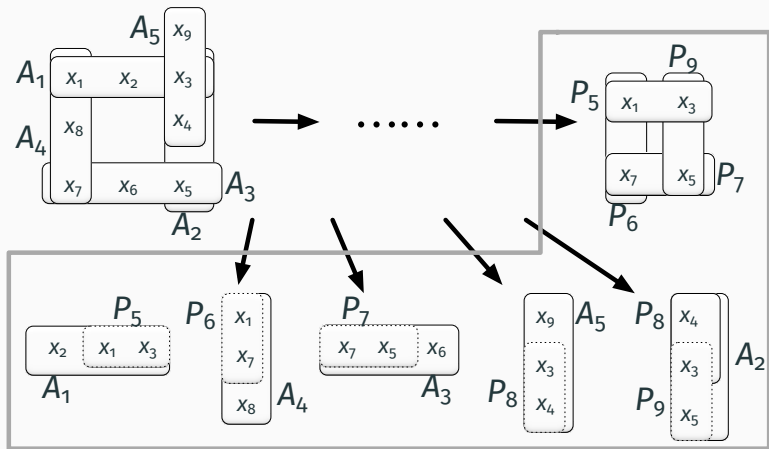 A₅ x₉
A₁ x₁ x₂ x₃
x₈ x₄
A₄
x₇ x₆ x₅ A₃
A₂
......
P₉
P₅ x₁ x₃
x₇ x₅ P₇
P₆
P₅
x₂ x₁ x₃
A₁
P₆ x₁
x₇
x₈ A₄
P₇
x₇ x₅ x₆
A₃
x₉ A₅
x₃
P₈ x₄
P₈ x₄
x₃ A₂
P₉ x₅